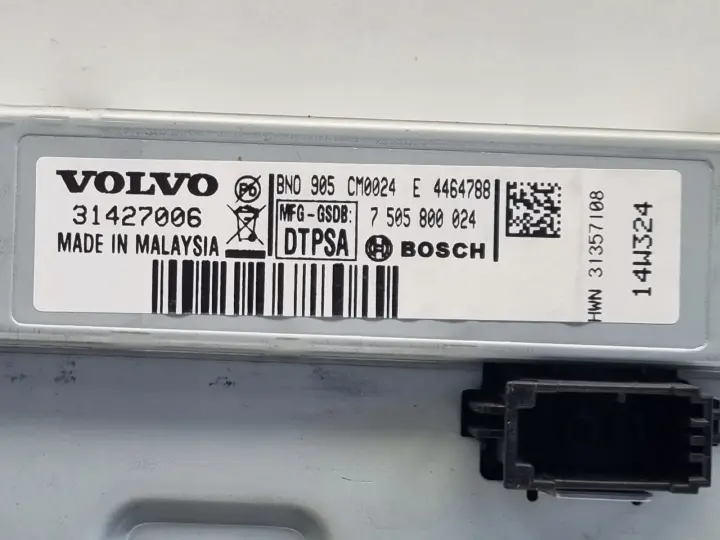 VOLVO
31427006
MADE IN MALAYSIA
Pb
BNO 905 CM0024 E 4464788
MFG-GSDB:
DTPSA
7 505 800 024
BOSCH
HWN 31357108
14W324